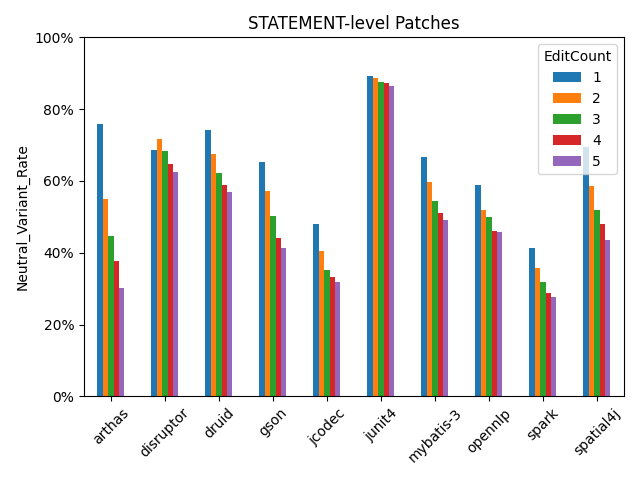 STATEMENT-level Patches
100%
80%
60%
40%
20%
0%
Neutral_Variant_Rate
EditCount
1
2
3
4
5
arthas
disruptor
druid
gson
jcodec
junit4
mybatis-3
opennlp
spark
spatial4j